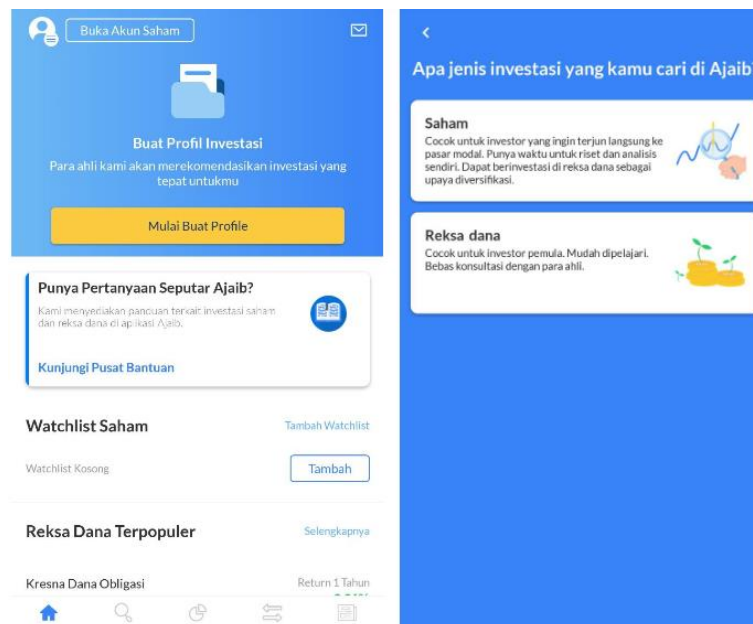 Buka Akun Saham
Buat Profil Investasi
Para ahli kami akan merekomendasikan investasi yang
tepat untukmu
Mulai Buat Profile
Punya Pertanyaan Seputar Ajaib?
Kami menyediakan panduan terkait investasi saham
dan reksa dana di aplikasi Ajaib.
Kunjungi Pusat Bantuan
Watchlist Saham
Tambah Watchlist
Watchlist Kosong
Tambah
Reksa Dana Terpopuler
Selengkapnya
Kresna Dana Obligasi
Return 1 Tahun
Apa jenis investasi yang kamu cari di Ajaib?
Saham
Cocok untuk investor yang ingin terjun langsung ke
pasar modal. Punya waktu untuk riset dan analisis
sendiri. Dapat berinvestasi di reksa dana sebagai
upaya diversifikasi.
Reksa dana
Cocok untuk investor pemula. Mudah dipelajari.
Bebas konsultasi dengan para ahli.